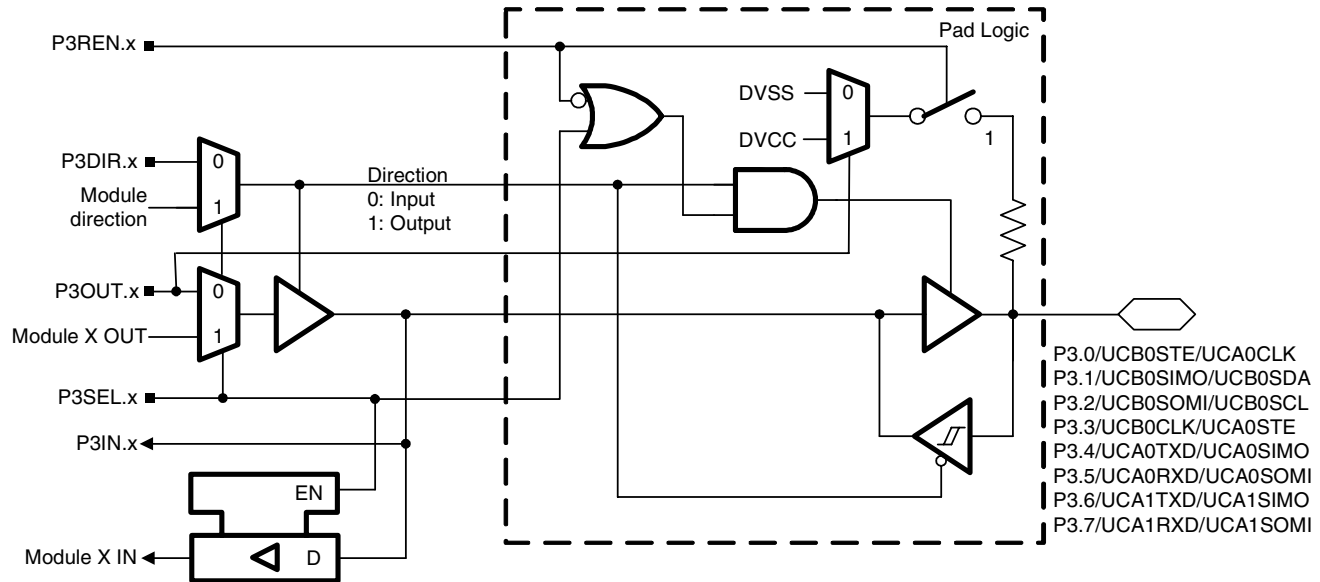 Pad Logic
P3REN.x
DVSS
0
DVCC
1
1
P3DIR.x
0
Module
direction
1
Direction
0: Input
1: Output
P3OUT.x
0
Module X OUT
1
P3SEL.x
P3IN.x
EN
Module X IN
D
P3.0/UCB0STE/UCA0CLK
P3.1/UCB0SIMO/UCB0SDA
P3.2/UCB0SOMI/UCB0SCL
P3.3/UCB0CLK/UCA0STE
P3.4/UCA0TXD/UCA0SIMO
P3.5/UCA0RXD/UCA0SOMI
P3.6/UCA1TXD/UCA1SIMO
P3.7/UCA1RXD/UCA1SOMI